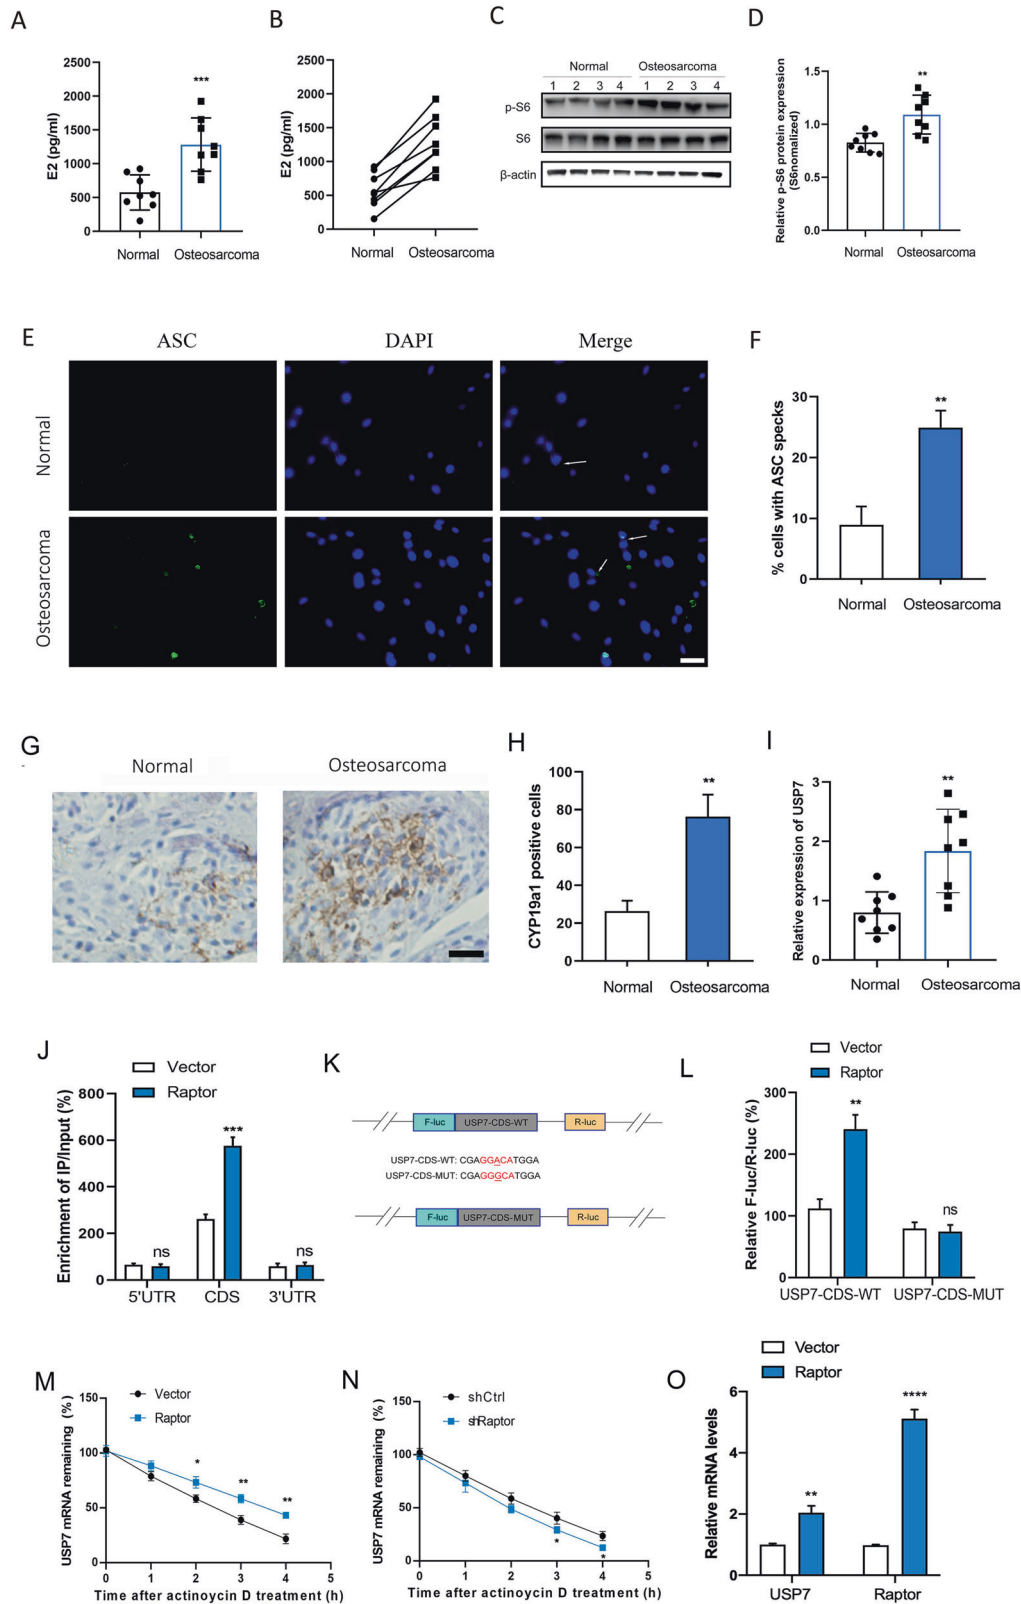 A
B
C
D
2500
2000
1500
1000
500
0
E2 (pg/ml)
***
Normal
Osteosarcoma
2500
2000
1500
1000
500
0
E2 (pg/ml)
Normal
Osteosarcoma
Normal
Osteosarcoma
1 2 3 4 1 2 3 4
p-S6
S6
β-actin
Relative p-S6 protein expression
(S6nomalized)
1.5
1.0
0.5
0.0
**
Normal
Osteosarcoma
E
ASC
DAPI
Merge
Normal
Osteosarcoma
F
% cells with ASC specks
30
20
10
0
**
Normal
Osteosarcoma
G
Normal
Osteosarcoma
H
CYP19a1 positive cells
100
80
60
40
20
0
**
Normal
Osteosarcoma
I
Relative expression of USP7
3
2
1
0
**
Normal
Osteosarcoma
J
Vector
Raptor
Enrichment of IP/Input (%)
800
600
400
200
0
ns
***
ns
5'UTR
CDS
3'UTR
K
F-luc
USP7-CDS-WT
R-luc
USP7-CDS-WT: CGAGGACATGGA
USP7-CDS-MUT: CGAGGGCATGGA
F-luc
USP7-CDS-MUT
R-luc
L
Vector
Raptor
Relative F-luc/R-luc (%)
300
200
100
0
**
ns
USP7-CDS-WT
USP7-CDS-MUT
M
Vector
Raptor
USP7 mRNA remaining (%)
150
100
50
0
*
**
**
0 1 2 3 4 5
Time after actinoycin D treatment (h)
N
shCtrl
shRaptor
USP7 mRNA remaining (%)
150
100
50
0
*
*
0 1 2 3 4 5
Time after actinoycin D treatment (h)
O
Vector
Raptor
Relative mRNA levels
6
4
2
0
**
****
USP7
Raptor